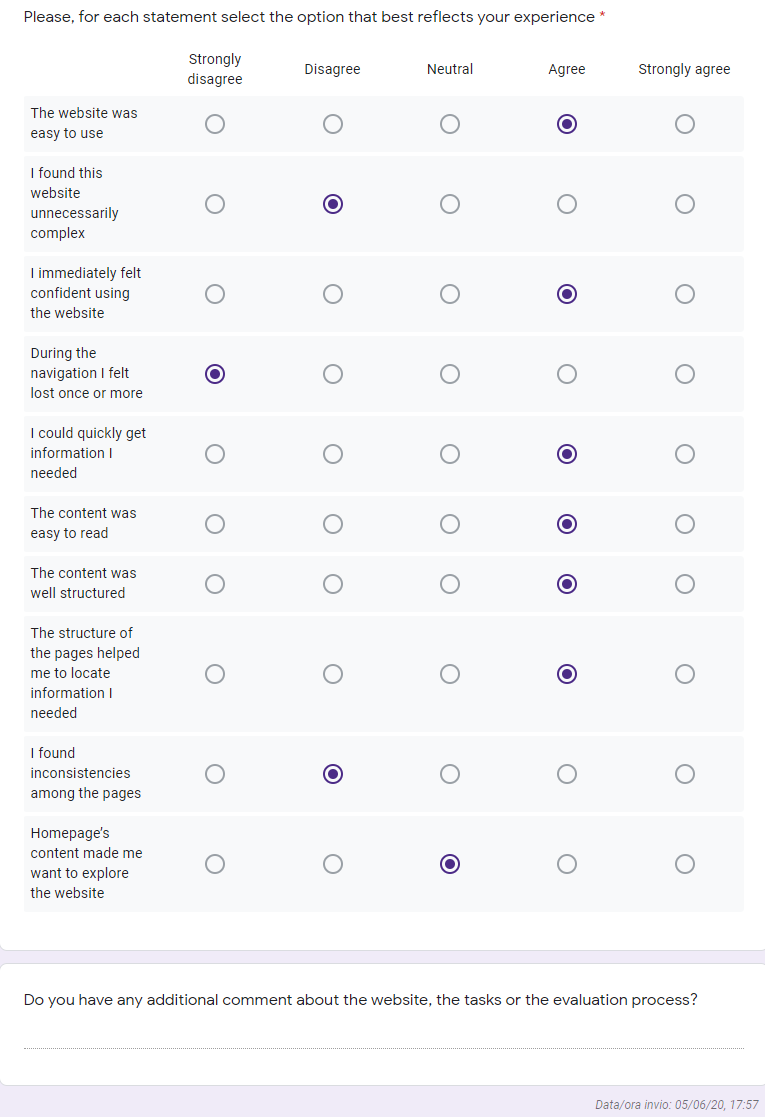 Please, for each statement select the option that best reflects your experience *
Strongly
disagree
Disagree
Neutral
Agree
Strongly agree
The website was
easy to use
I found this
website
unnecessarily
complex
I immediately felt
confident using
the website
During the
navigation I felt
lost once or more
I could quickly get
information I
needed
The content was
easy to read
The content was
well structured
The structure of
the pages helped
me to locate
information I
needed
I found
inconsistencies
among the pages
Homepage's
content made me
want to explore
the website
Do you have any additional comment about the website, the tasks or the evaluation process?
Data/ora invio: 05/06/20, 17:57